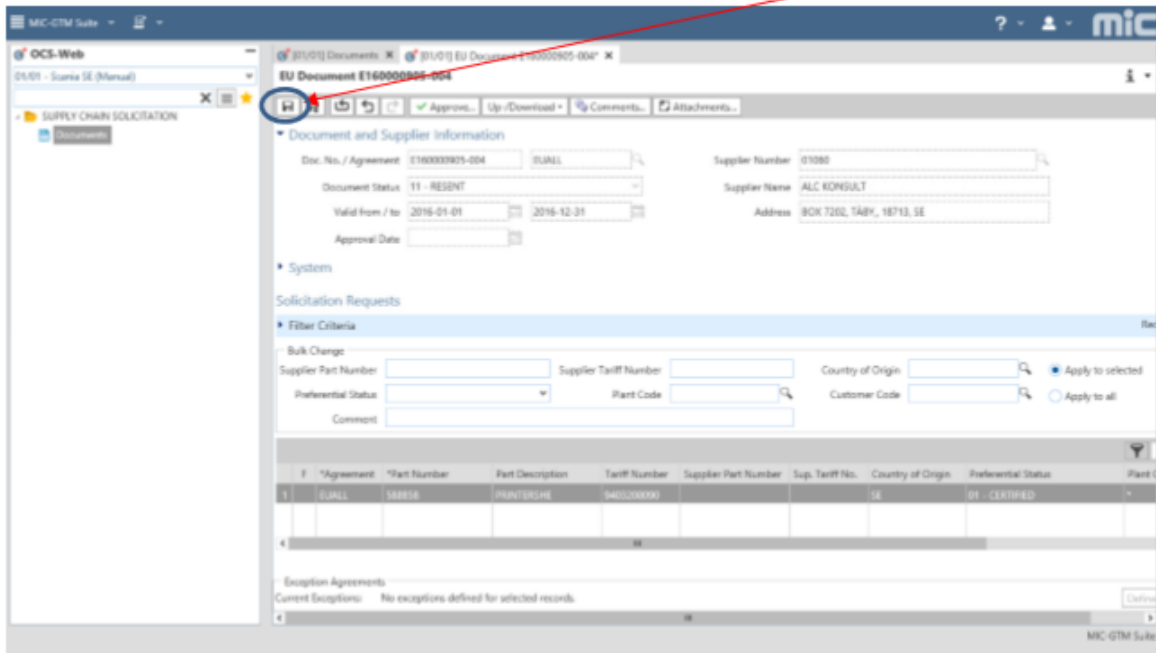 MIC-GTM Suite
mic
OCS-Web
[01/01] Documents
[01/01] EU Document E160000905-004*
01/01 - Scania SE (Manual)
EU Document E160000905-004
SUPPLY CHAIN SOLICITATION
Documents
Approve... Up-/Download Comments... Attachments...
Document and Supplier Information
Doc. No. / Agreement E160000905-004 EUALL Supplier Number 01080
Document Status 11 - RESENT Supplier Name ALC KONSULT
Valid from / to 2016-01-01 2016-12-31 Address BOX 7202, TÄBY,, 18713, SE
Approval Date
System
Solicitation Requests
Filter Criteria Rec
Bulk Change
Supplier Part Number Supplier Tariff Number Country of Origin Apply to selected
Preferential Status Plant Code Customer Code Apply to all
Comment
F *Agreement *Part Number Part Description Tariff Number Supplier Part Number Sup. Tariff No. Country of Origin Preferential Status Plant C
1 EUALL 588858 PRINTERSHE 9403200090 SE 01 - CERTIFIED *
Exception Agreements
Current Exceptions: No exceptions defined for selected records. Define
MIC-GTM Suite